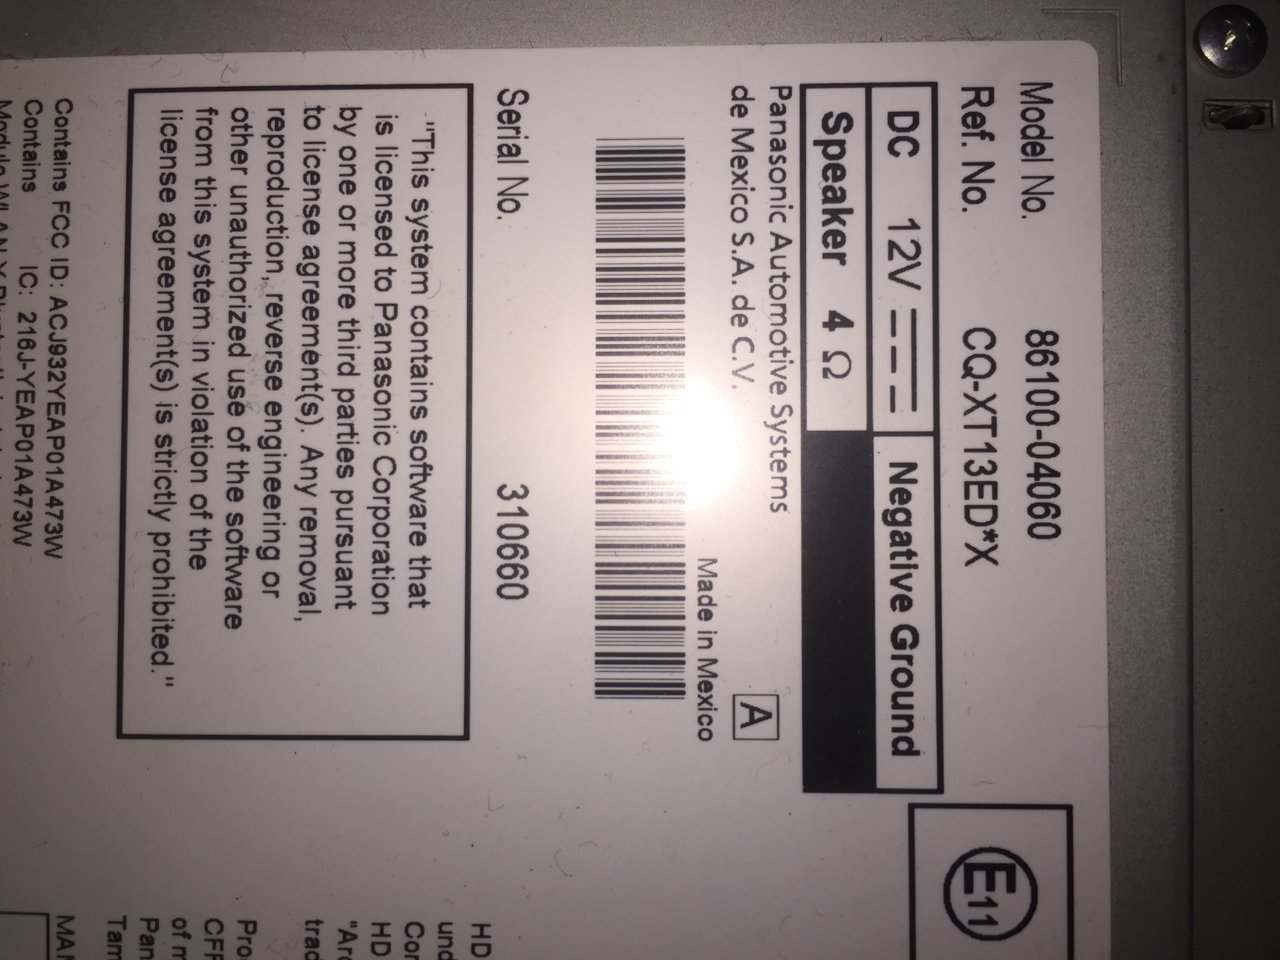 Model No. 86100-04060
Ref. No. CQ-XT13ED*X
DC 12V Negative Ground
Speaker 4 Ω
Panasonic Automotive Systems
de Mexico S.A. de C.V.
A
Made in Mexico
Serial No. 310660
"This system contains software that
is licensed to Panasonic Corporation
by one or more third parties pursuant
to license agreement(s). Any removal,
reproduction, reverse engineering or
other unauthorized use of the software
from this system in violation of the
license agreement(s) is strictly prohibited."
Contains FCC ID: ACJ932YEAP01A473W
Contains IC: 216J-YEAP01A473W
E11
HD